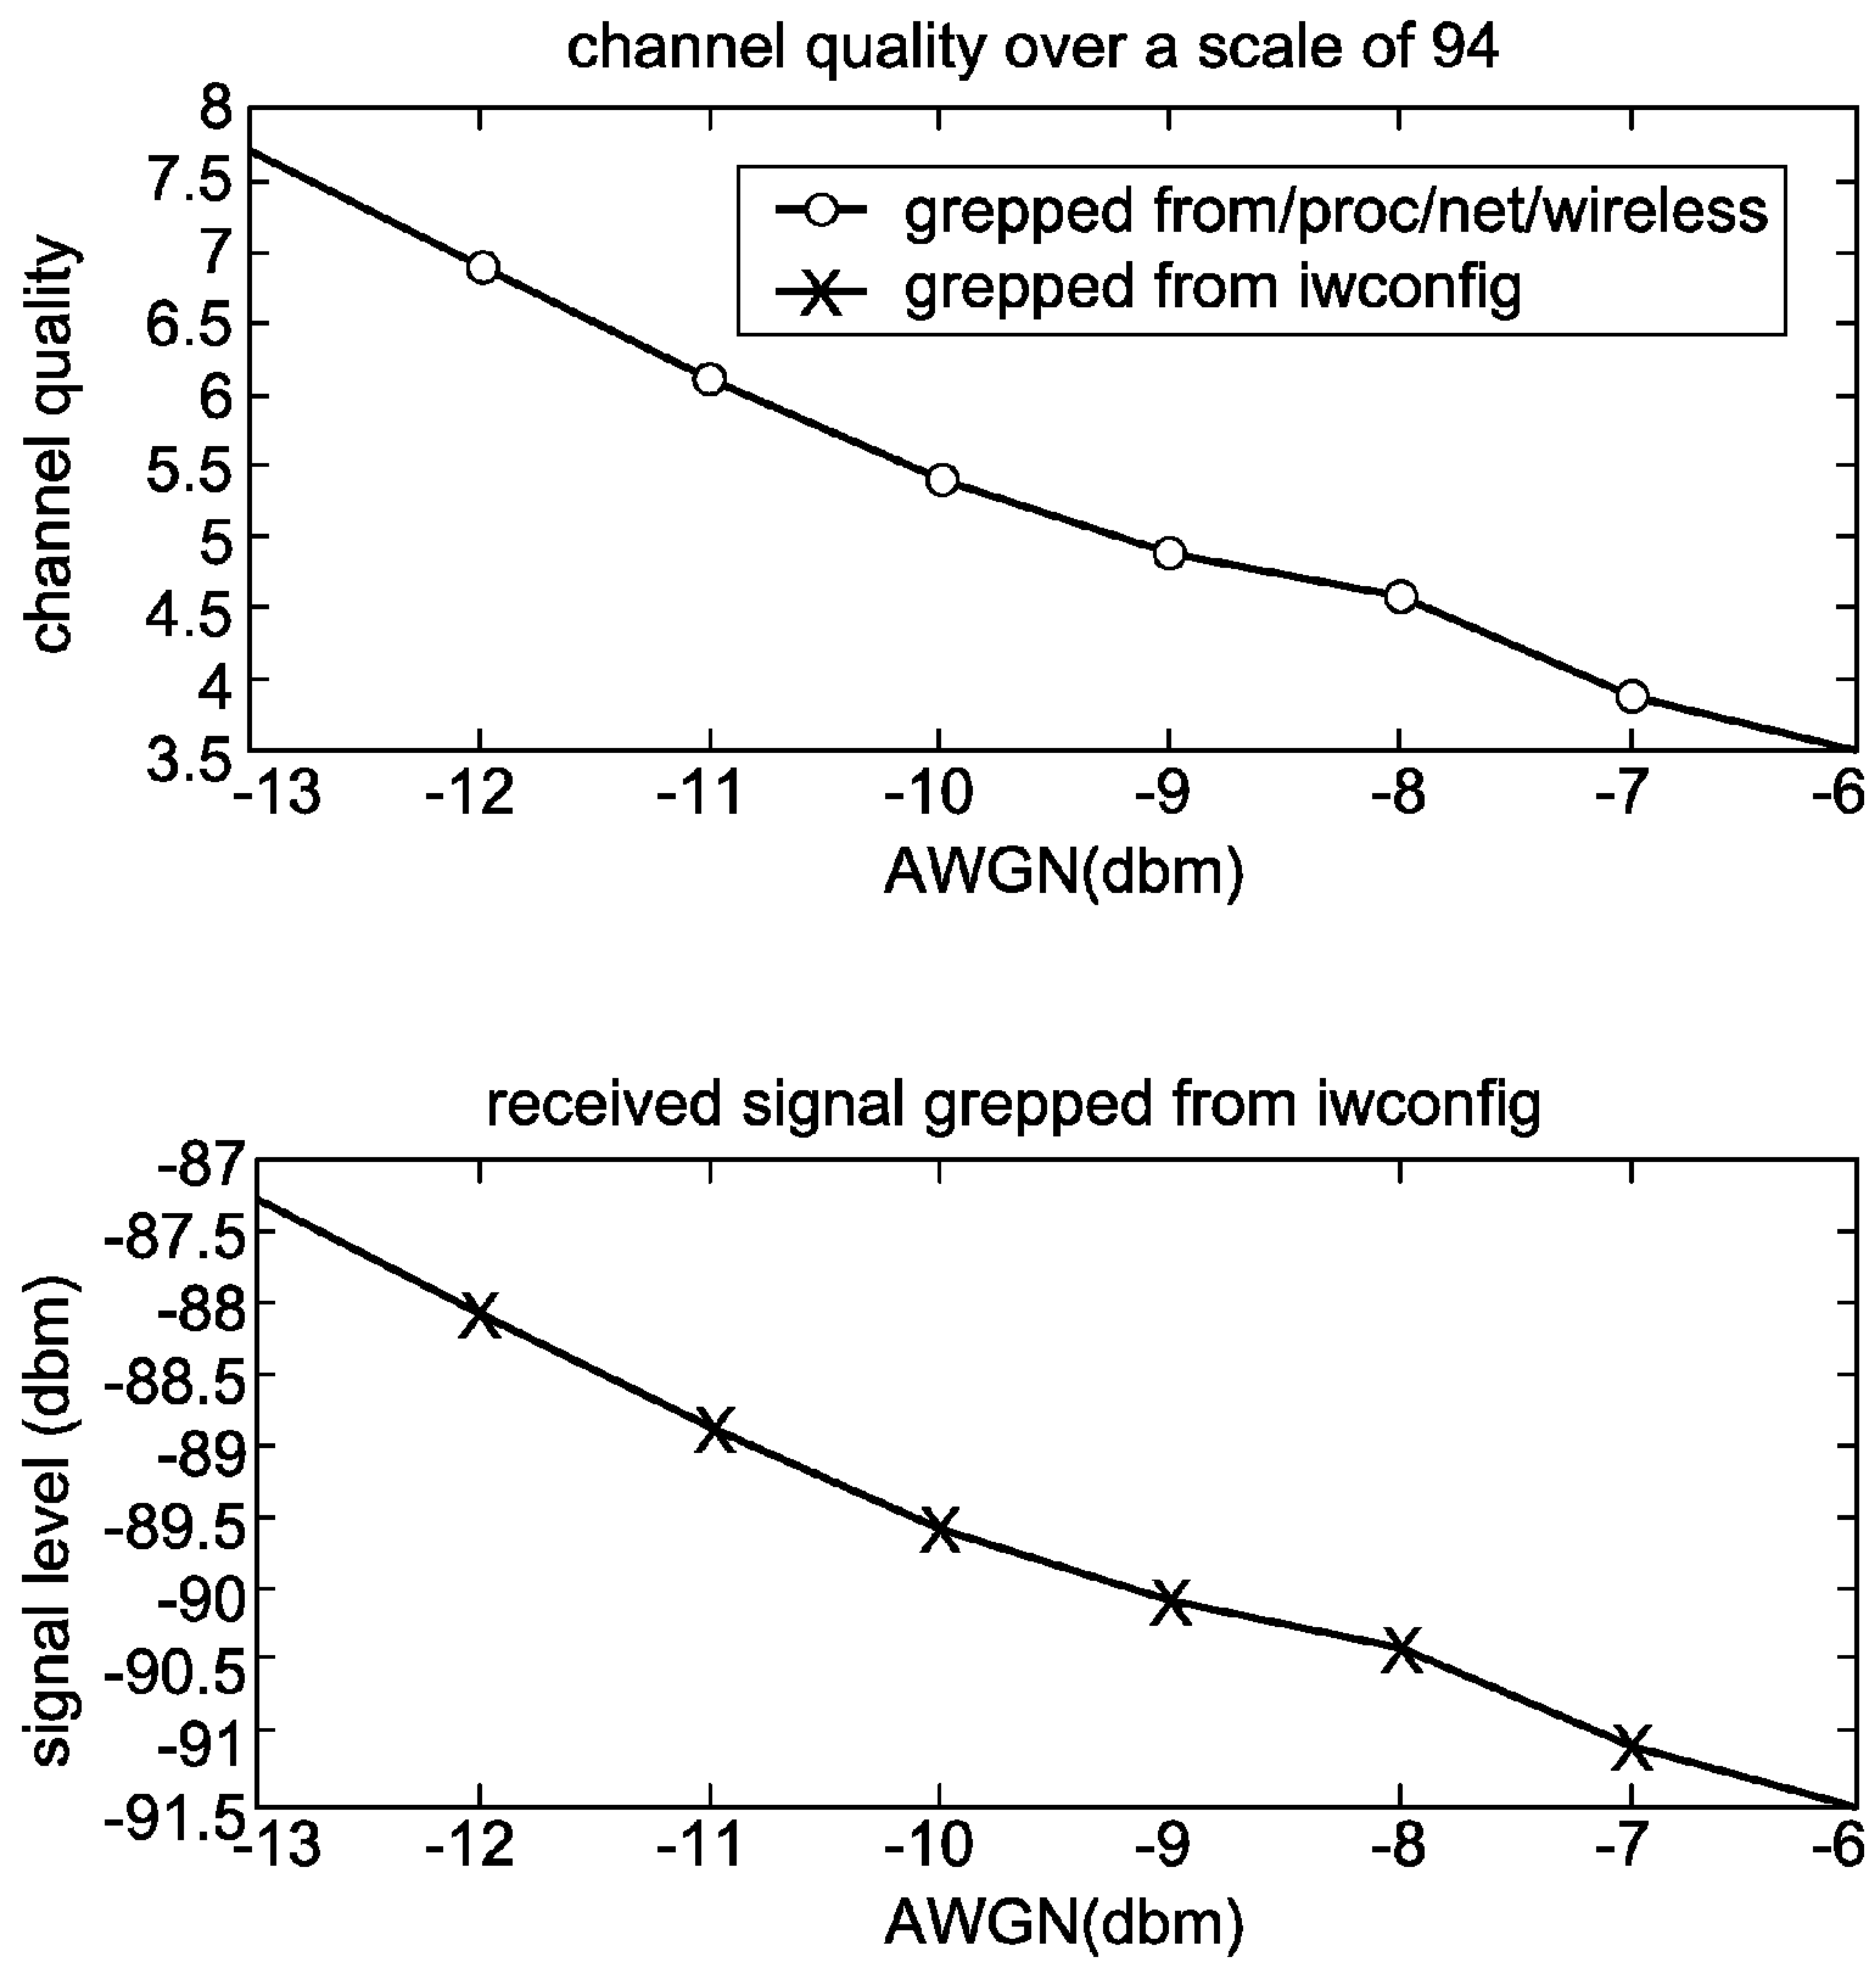 channel quality over a scale of 94
8
7.5
7
6.5
6
5.5
5
4.5
4
3.5
channel quality
grepped from/proc/net/wireless
grepped from iwconfig
-13 -12 -11 -10 -9 -8 -7 -6
AWGN(dbm)
received signal grepped from iwconfig
-87
-87.5
-88
-88.5
-89
-89.5
-90
-90.5
-91
-91.5
signal level (dbm)
-13 -12 -11 -10 -9 -8 -7 -6
AWGN(dbm)